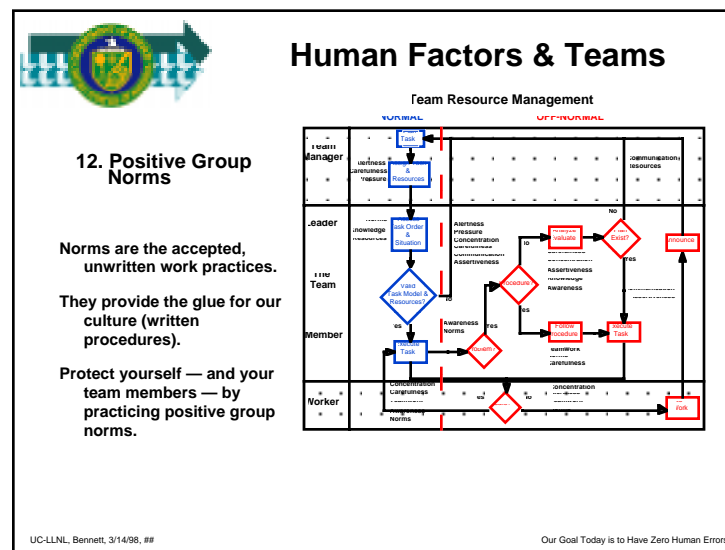 Human Factors & Teams
Team Resource Management
12. Positive Group
Norms
Norms are the accepted,
unwritten work practices.
They provide the glue for our
culture (written
procedures).
Protect yourself — and your
team members — by
practicing positive group
norms.
NORMAL
OFF-NORMAL
Team
Manager
Task
Alertness
Carefulness
Pressure
&
Resources
Communication
Resources
Leader
Knowledge
Resources
Task Order
&
Situation
Alertness
Pressure
Concentration
Carefulness
Communication
Assertiveness
No
Evaluate
Exist?
Announce
The
Team
Valid
Task Model &
Resources?
Procedure?
Assertiveness
Knowledge
Awareness
Yes
Member
Yes
Execute
Task
Awareness
Norms
Yes
Problem?
Yes
Follow
Procedure
Execute
Task
TeamWork
Carefulness
Worker
Concentration
Carefulness
Norms
Concentration
Work
UC-LLNL, Bennett, 3/14/98, ##
Our Goal Today is to Have Zero Human Errors